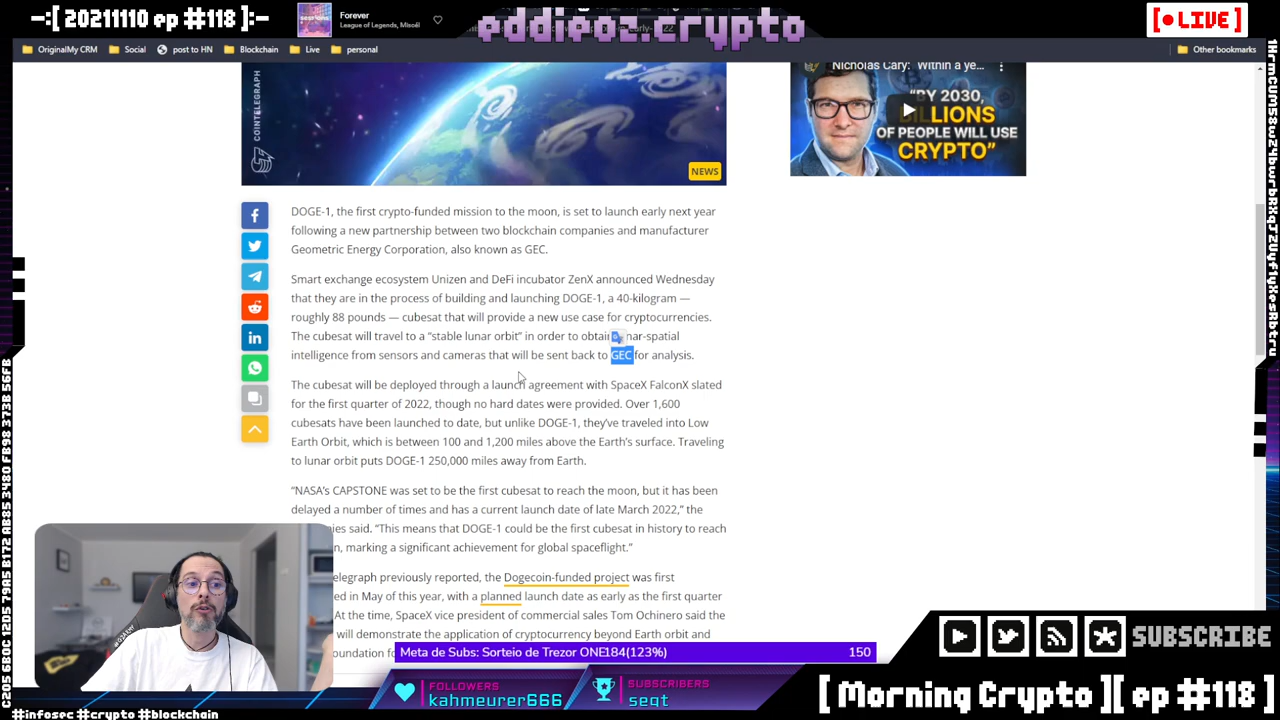 -:[ 20211110 ep #118 ]:-
Forever
League of Legends, Misoél
eddieoz.crypto
[ • LIVE ]
OriginalMy CRM
Social
post to HN
Blockchain
Live
personal
Other bookmarks
COINTELEGRAPH
NEWS
Nicholas Cary: Within a ye...
"BY 2030,
BILLIONS
OF PEOPLE WILL USE
CRYPTO"
DOGE-1, the first crypto-funded mission to the moon, is set to launch early next year
following a new partnership between two blockchain companies and manufacturer
Geometric Energy Corporation, also known as GEC.
Smart exchange ecosystem Unizen and DeFi incubator ZenX announced Wednesday
that they are in the process of building and launching DOGE-1, a 40-kilogram —
roughly 88 pounds — cubesat that will provide a new use case for cryptocurrencies.
The cubesat will travel to a “stable lunar orbit” in order to obtain nar-spatial
intelligence from sensors and cameras that will be sent back to GEC for analysis.
The cubesat will be deployed through a launch agreement with SpaceX FalconX slated
for the first quarter of 2022, though no hard dates were provided. Over 1,600
cubesats have been launched to date, but unlike DOGE-1, they’ve traveled into Low
Earth Orbit, which is between 100 and 1,200 miles above the Earth’s surface. Traveling
to lunar orbit puts DOGE-1 250,000 miles away from Earth.
“NASA’s CAPSTONE was set to be the first cubesat to reach the moon, but it has been
delayed a number of times and has a current launch date of late March 2022,” the
nies said. “This means that DOGE-1 could be the first cubesat in history to reach
n, marking a significant achievement for global spaceflight.”
elegraph previously reported, the Dogecoin-funded project was first
ed in May of this year, with a planned launch date as early as the first quarter
At the time, SpaceX vice president of commercial sales Tom Ochinero said the
will demonstrate the application of cryptocurrency beyond Earth orbit and
oundation fo
Meta de Subs: Sorteio de Trezor ONE184(123%) 150
FOLLOWERS
kahmeurer666
SUBSCRIBERS
seqt
SUBSCRIBE
[ Morning Crypto ][ ep #118 ]
#infosec #crypto #blockchain